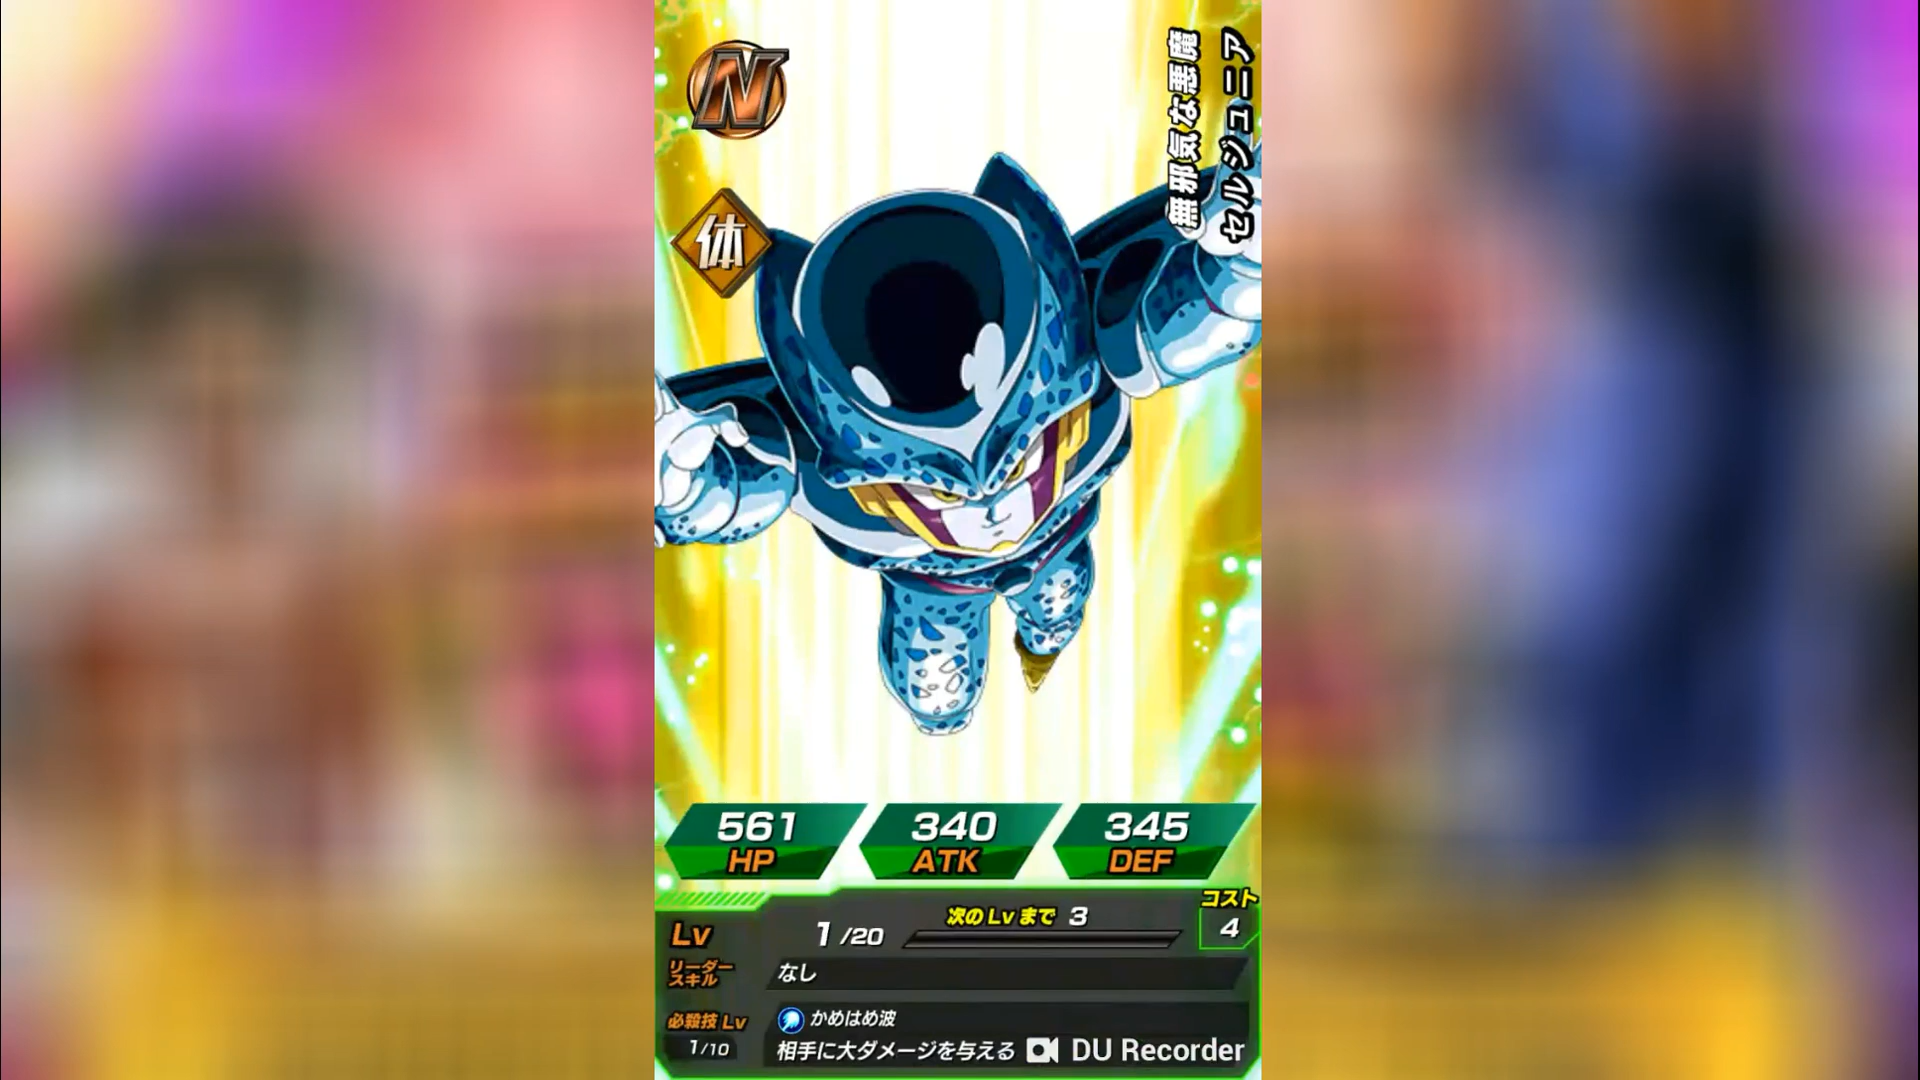 N
無邪気な悪魔
セルジュニア
体
561
HP
340
ATK
345
DEF
コスト
4
Lv
1/20
次のLvまで 3
リーダースキル
なし
必殺技 Lv
1/10
かめはめ波
相手に大ダメージを与える
DU Recorder